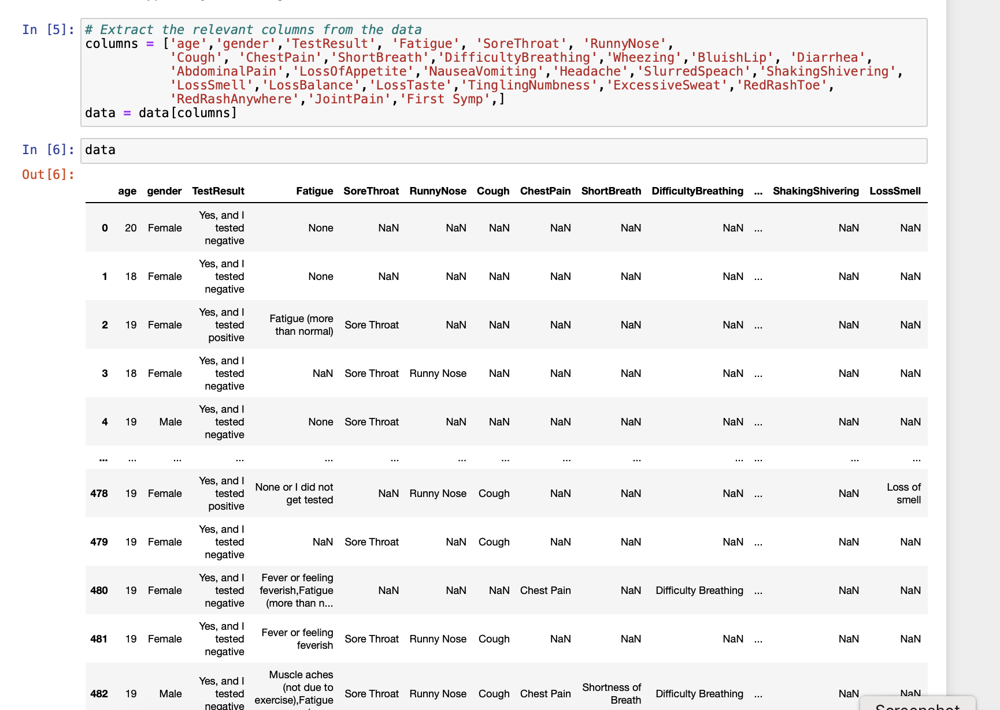 In [5]: # Extract the relevant columns from the data
columns = ['age','gender','TestResult', 'Fatigue', 'SoreThroat', 'RunnyNose',
'Cough', 'ChestPain','ShortBreath','DifficultyBreathing','Wheezing','BluishLip', 'Diarrhea',
'AbdominalPain','LossOfAppetite','NauseaVomiting','Headache','SlurredSpeach','ShakingShivering',
'LossSmell','LossBalance','LossTaste','TinglingNumbness','ExcessiveSweat','RedRashToe',
'RedRashAnywhere','JointPain','First Symp',]
data = data[columns]
In [6]: data
Out[6]:
age gender TestResult Fatigue SoreThroat RunnyNose Cough ChestPain ShortBreath DifficultyBreathing ... ShakingShivering LossSmell
Yes, and I
0 20 Female tested None NaN NaN NaN NaN NaN NaN ... NaN NaN
negative
Yes, and I
1 18 Female tested None NaN NaN NaN NaN NaN NaN ... NaN NaN
negative
Yes, and I
Fatigue (more
2 19 Female tested Sore Throat NaN NaN NaN NaN NaN ... NaN NaN
than normal)
positive
Yes, and I
3 18 Female tested NaN Sore Throat Runny Nose NaN NaN NaN NaN ... NaN NaN
negative
Yes, and I
4 19 Male tested None Sore Throat NaN NaN NaN NaN NaN ... NaN NaN
negative
... ... ... ... ... ... ... ... ... ... ... ... ... ...
Yes, and I
None or I did not Loss of
478 19 Female tested NaN Runny Nose Cough NaN NaN NaN ... NaN
get tested smell
positive
Yes, and I
479 19 Female tested NaN Sore Throat NaN Cough NaN NaN NaN ... NaN NaN
negative
Yes, and I Fever or feeling
480 19 Female tested feverish,Fatigue NaN NaN NaN Chest Pain NaN Difficulty Breathing ... NaN NaN
negative (more than n...
Yes, and I
Fever or feeling
481 19 Female tested Sore Throat Runny Nose Cough NaN NaN NaN ... NaN NaN
feverish
negative
Muscle aches
Yes, and I (not due to Shortness of
482 19 Male tested exercise),Fatigue Sore Throat Runny Nose Cough Chest Pain Breath Difficulty Breathing ... NaN NaN
negative
Screenshot